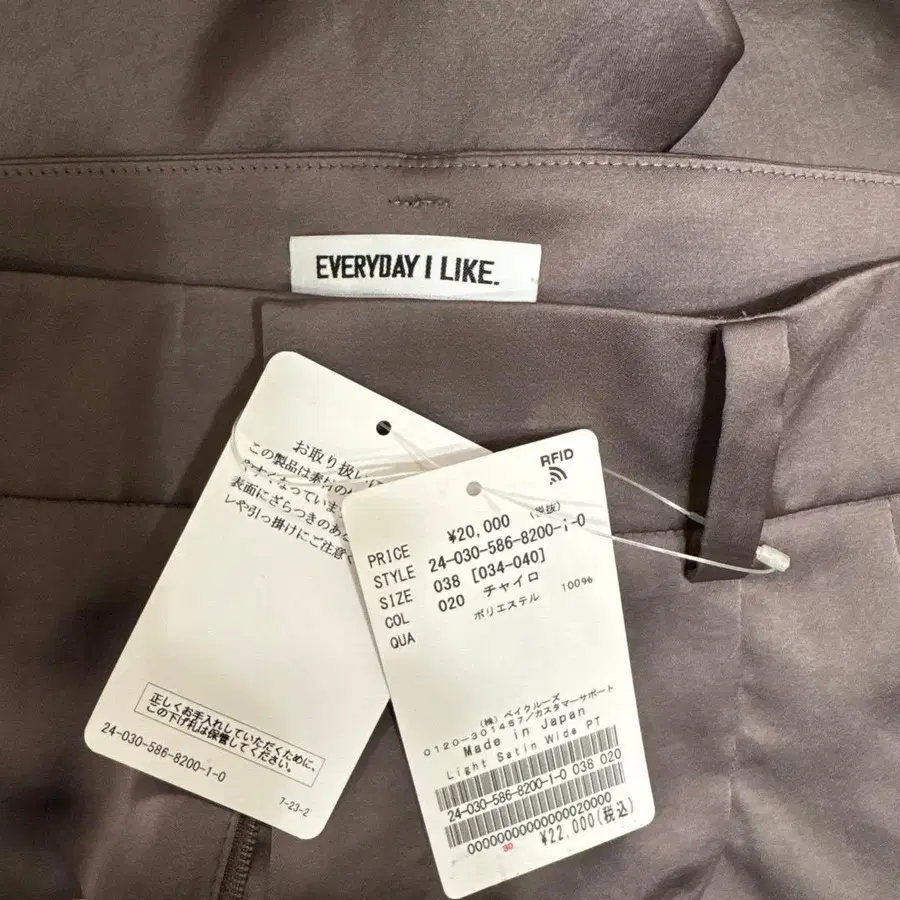 EVERYDAY I LIKE.
お取り扱い
この製品は素材の
なっていま
表面にざらつきのあ
レや引っ掛けにご注意
正しくお手入れしていただくために、
この下げ札は保管してください。
24-030-586-8200-1-0
7-23-2
RFID
PRICE ¥20,000 (税抜)
STYLE 24-030-586-8200-1-0
SIZE 038 [034-040]
COL 020 チャイロ
QUA ポリエステル 100%
(株) ベイクルーズ
0120-301457/カスタマーサポート
Made in Japan
Light Satin Wide PT
24-030-586-8200-1-0 038 020
0000000000000020000
30 ¥22,000(税込)